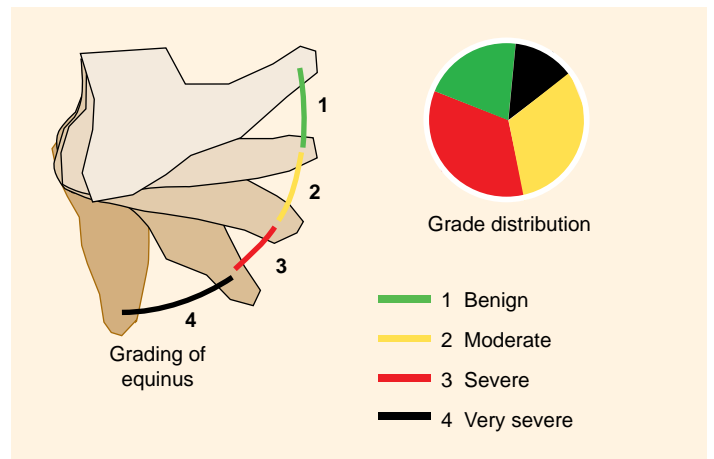 1
2
3
4
Grading of
equinus
Grade distribution
1 Benign
2 Moderate
3 Severe
4 Very severe